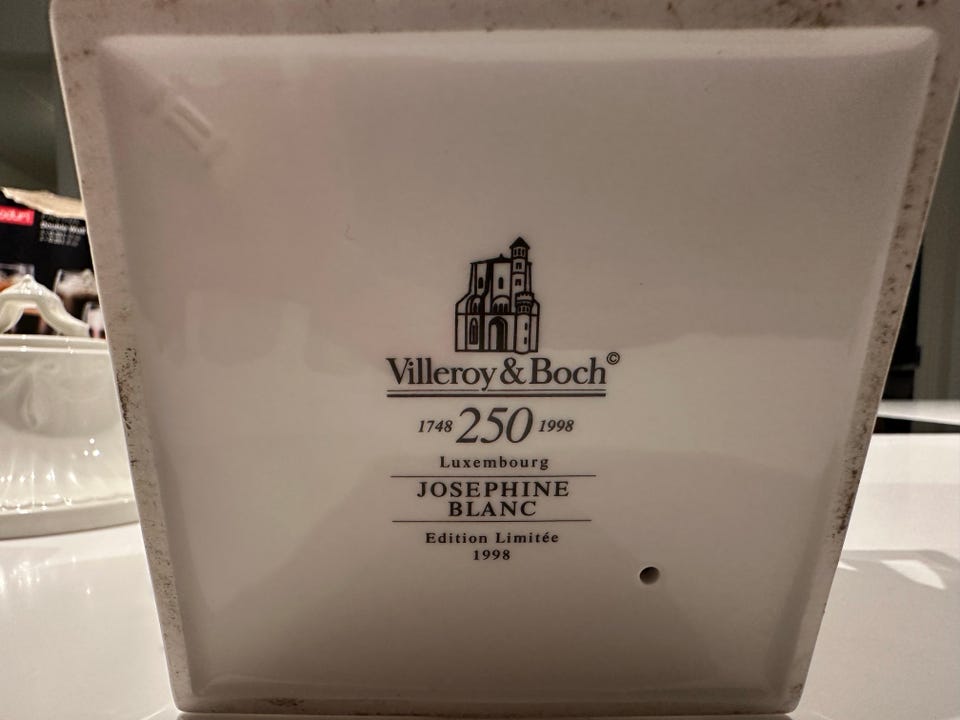 Villeroy & Boch©
1748 250 1998
Luxembourg
JOSEPHINE
BLANC
Edition Limitée
1998